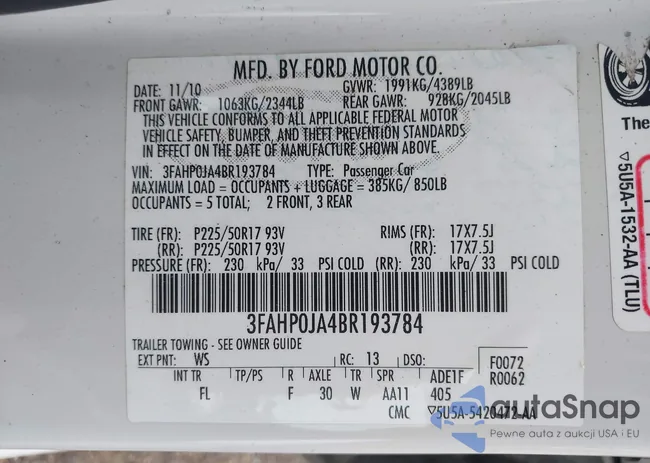 MFD. BY FORD MOTOR CO.
DATE: 11/10 GVWR: 1991KG/4389LB
FRONT GAWR: 1063KG/2344LB REAR GAWR: 928KG/2045LB
THIS VEHICLE CONFORMS TO ALL APPLICABLE FEDERAL MOTOR
VEHICLE SAFETY, BUMPER, AND THEFT PREVENTION STANDARDS
IN EFFECT ON THE DATE OF MANUFACTURE SHOWN ABOVE.
VIN: 3FAHP0JA4BR193784 TYPE: Passenger Car
MAXIMUM LOAD = OCCUPANTS + LUGGAGE = 385KG/850LB
OCCUPANTS = 5 TOTAL; 2 FRONT, 3 REAR
TIRE (FR): P225/50R17 93V RIMS (FR): 17X7.5J
(RR): P225/50R17 93V (RR): 17X7.5J
PRESSURE (FR): 230 kPa/ 33 PSI COLD (RR): 230 kPa/ 33 PSI COLD
3FAHP0JA4BR193784
TRAILER TOWING - SEE OWNER GUIDE
EXT PNT: WS RC: 13 DSO: F0072
INT TR TP/PS R AXLE TR SPR ADE1F R0062
FL F 30 W AA11 405
CMC ▽5U5A-5420472-AA
The
▽5U5A-1532-AA (TLU)
autaSnap
Pewne auta z aukcji USA i EU